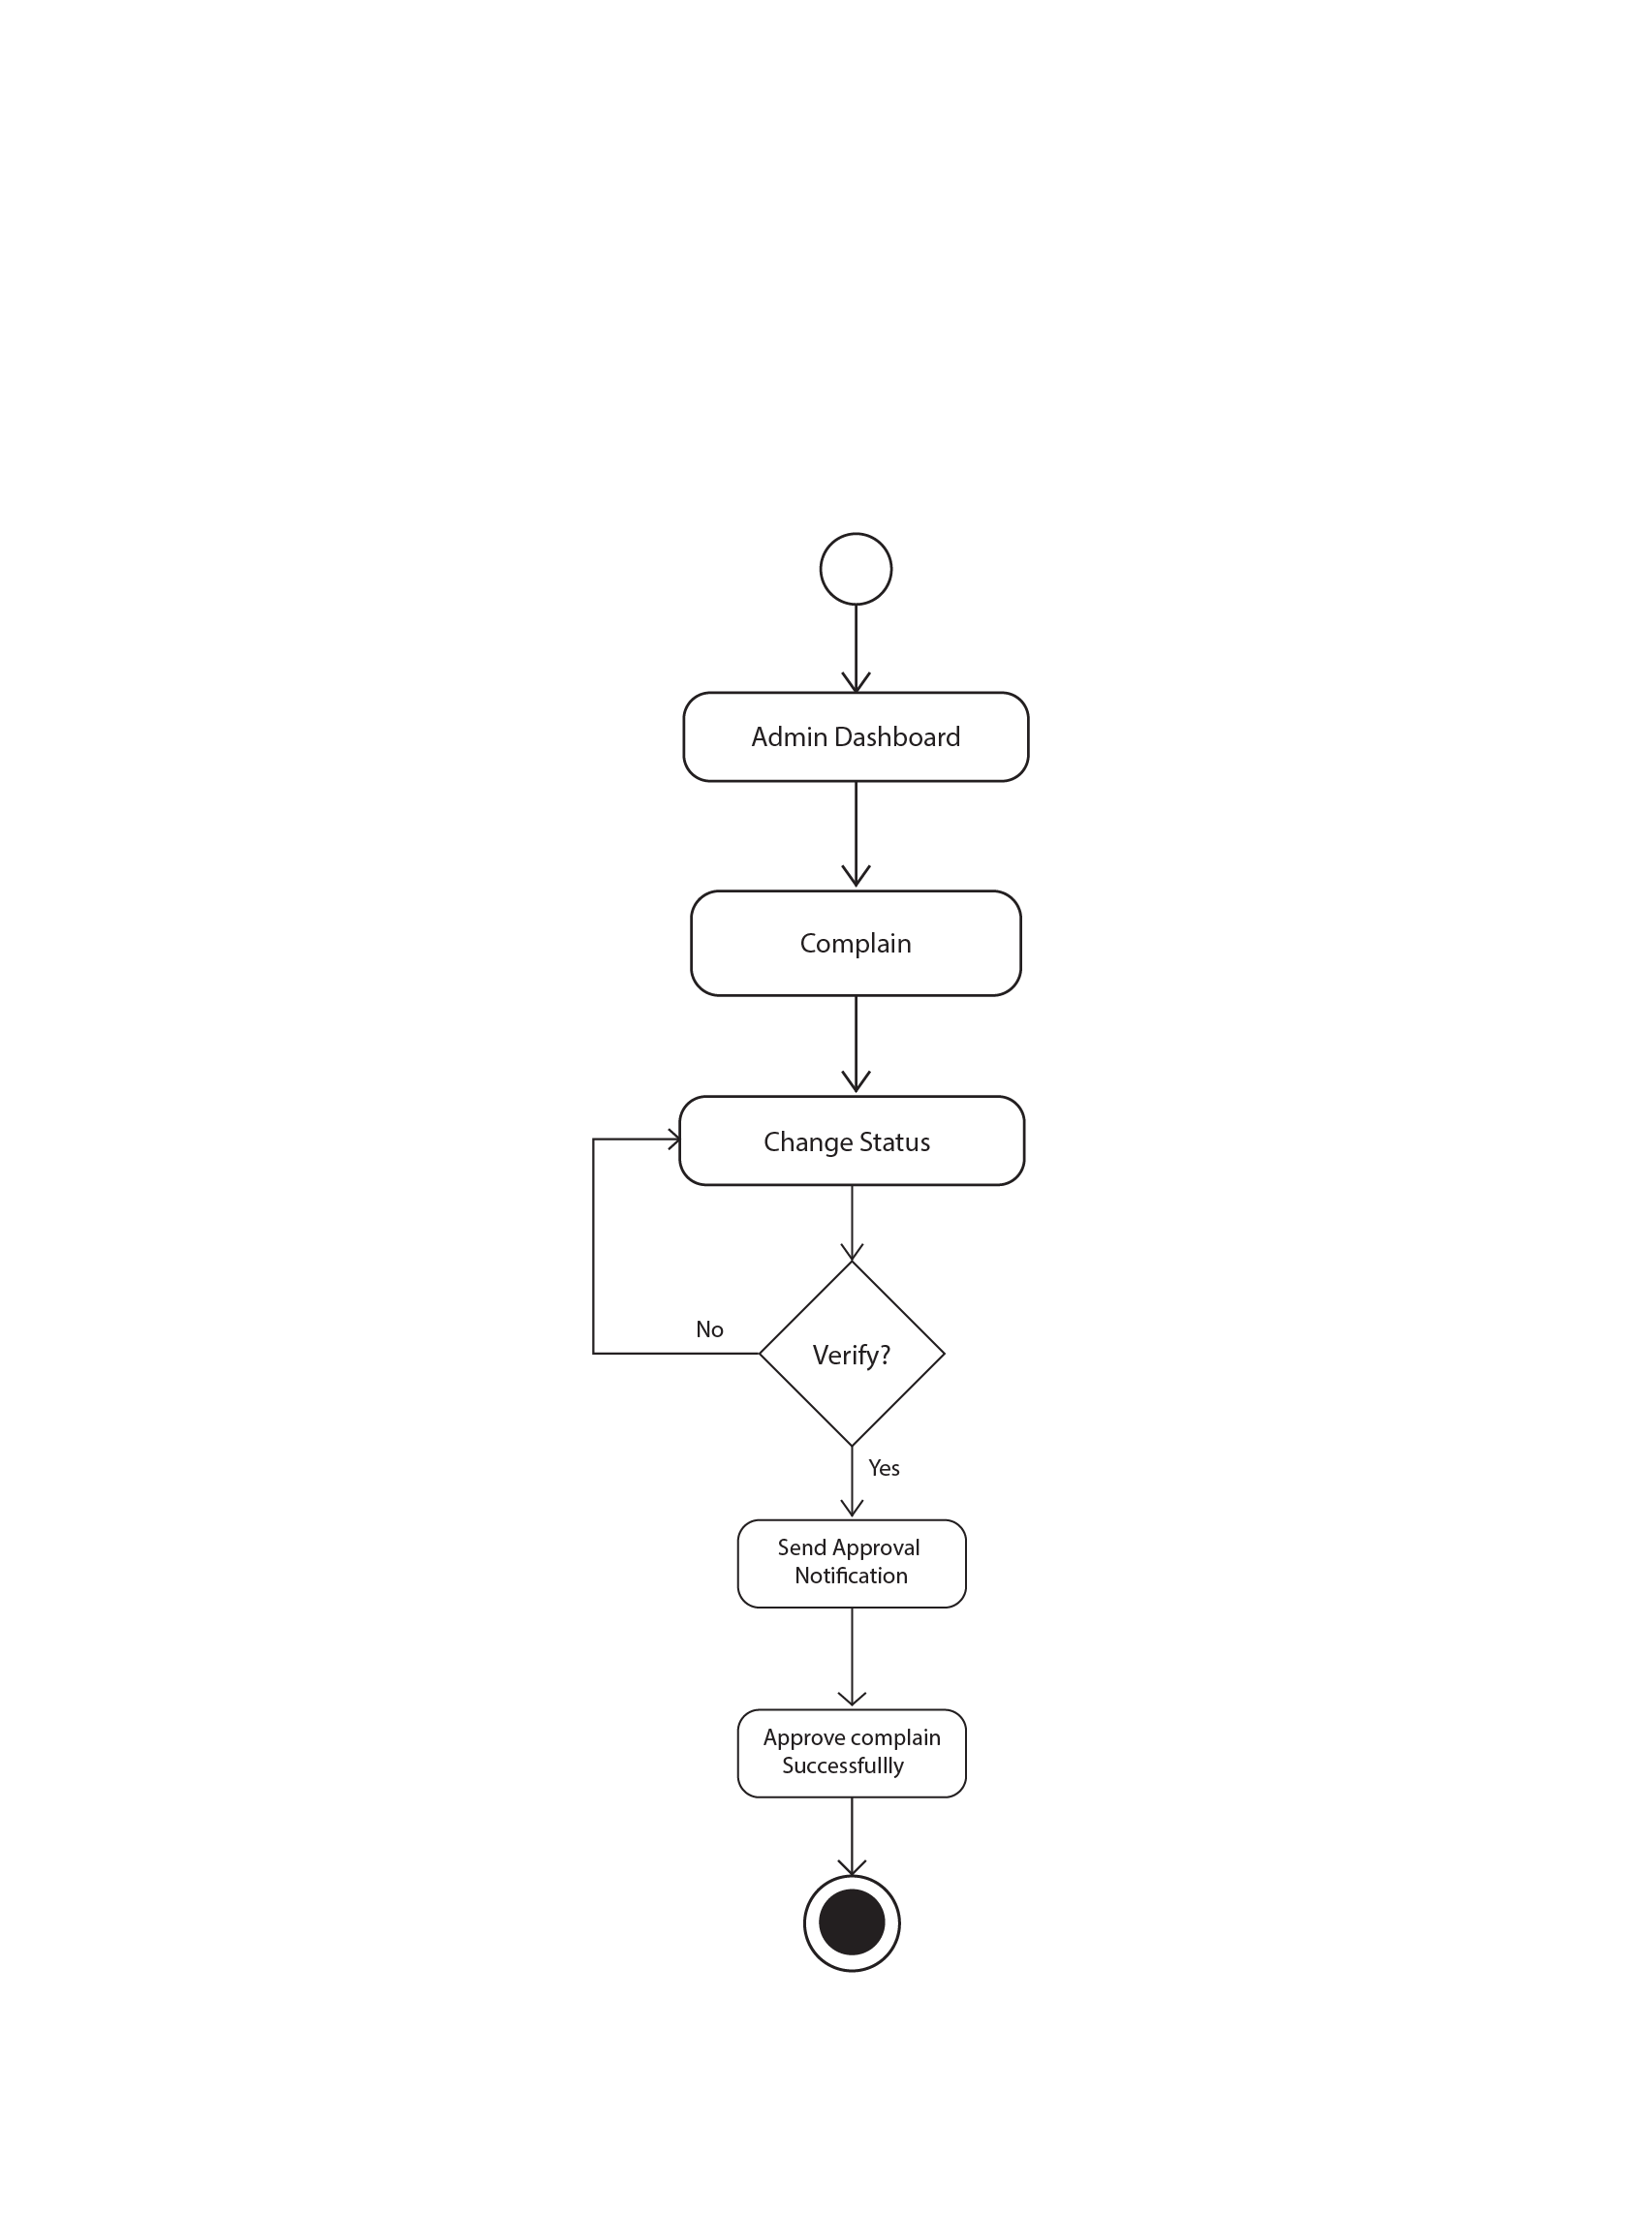 Admin Dashboard
Complain
Change Status
Verify?
No
Yes
Send Approval
Notification
Approve complain
Successfullly